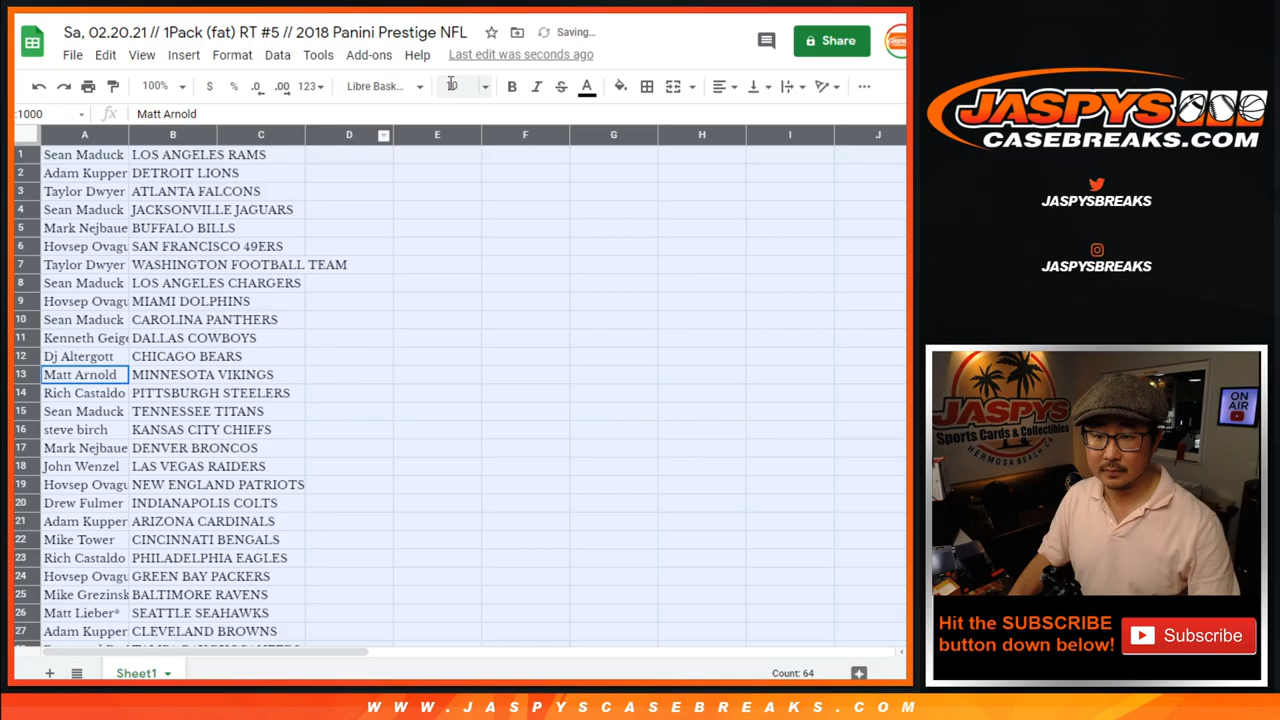 Sa, 02.20.21 // 1Pack (fat) RT #5 // 2018 Panini Prestige NFL Saving...
File Edit View Insert Format Data Tools Add-ons Help Last edit was seconds ago
Share
100% $ % .0 .00 123 Libre Bask... 10 B I S A
:1000 fx Matt Arnold
A B C D E F G H I J
1 Sean Maduck LOS ANGELES RAMS
2 Adam Kupper DETROIT LIONS
3 Taylor Dwyer ATLANTA FALCONS
4 Sean Maduck JACKSONVILLE JAGUARS
5 Mark Nejbaue BUFFALO BILLS
6 Hovsep Ovagu SAN FRANCISCO 49ERS
7 Taylor Dwyer WASHINGTON FOOTBALL TEAM
8 Sean Maduck LOS ANGELES CHARGERS
9 Hovsep Ovagu MIAMI DOLPHINS
10 Sean Maduck CAROLINA PANTHERS
11 Kenneth Geige DALLAS COWBOYS
12 Dj Altergott CHICAGO BEARS
13 Matt Arnold MINNESOTA VIKINGS
14 Rich Castaldo PITTSBURGH STEELERS
15 Sean Maduck TENNESSEE TITANS
16 steve birch KANSAS CITY CHIEFS
17 Mark Nejbaue DENVER BRONCOS
18 John Wenzel LAS VEGAS RAIDERS
19 Hovsep Ovagu NEW ENGLAND PATRIOTS
20 Drew Fulmer INDIANAPOLIS COLTS
21 Adam Kupper ARIZONA CARDINALS
22 Mike Tower CINCINNATI BENGALS
23 Rich Castaldo PHILADELPHIA EAGLES
24 Hovsep Ovagu GREEN BAY PACKERS
25 Mike Grezinsk BALTIMORE RAVENS
26 Matt Lieber* SEATTLE SEAHAWKS
27 Adam Kupper CLEVELAND BROWNS
Sheet1 Count: 64
JASPYS
CASEBREAKS.COM
JASPYSBREAKS
JASPYSBREAKS
JASPYS
Sports Cards & Collectibles
HERMOSA BEACH, CA
ON AIR
Hit the SUBSCRIBE
button down below!
Subscribe
WWW.JASPYSCASEBREAKS.COM